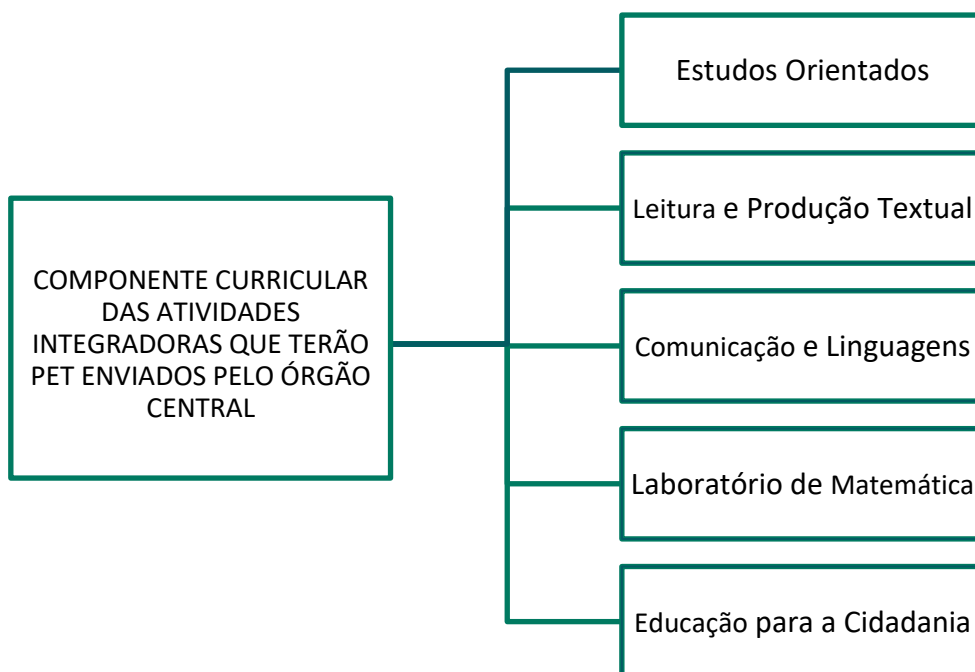 Estudos Orientados
Leitura e Produção Textual
COMPONENTE CURRICULAR
DAS ATIVIDADES
INTEGRADORAS QUE TERÃO
PET ENVIADOS PELO ÓRGÃO
CENTRAL
Comunicação e Linguagens
Laboratório de Matemática
Educação para a Cidadania